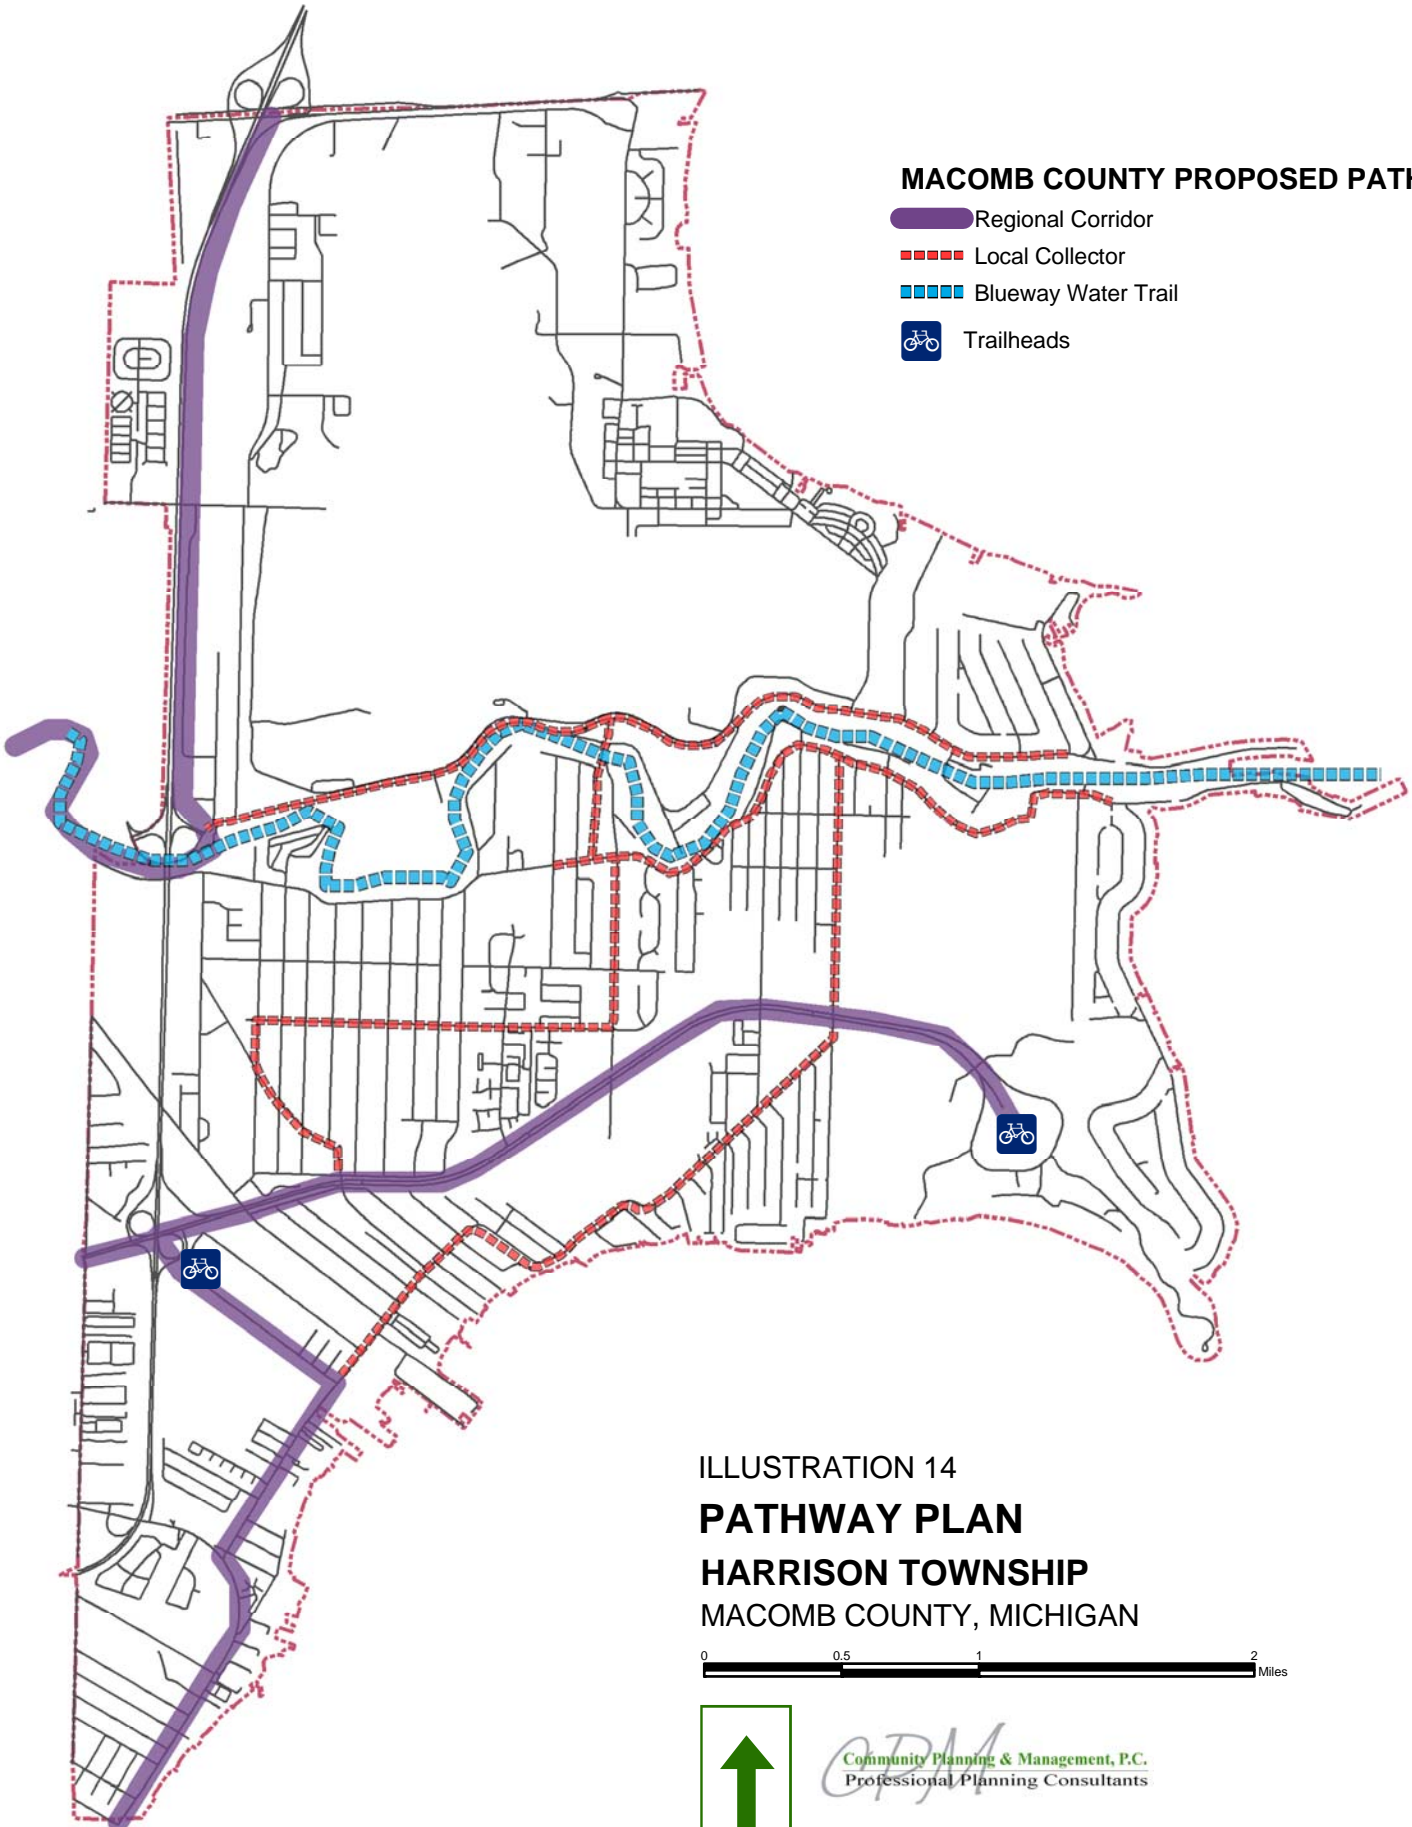 MACOMB COUNTY PROPOSED PATH
Regional Corridor
Local Collector
Blueway Water Trail
Trailheads
ILLUSTRATION 14
PATHWAY PLAN
HARRISON TOWNSHIP
MACOMB COUNTY, MICHIGAN
0 0.5 1 2
Miles
CPM
Community Planning & Management, P.C.
Professional Planning Consultants